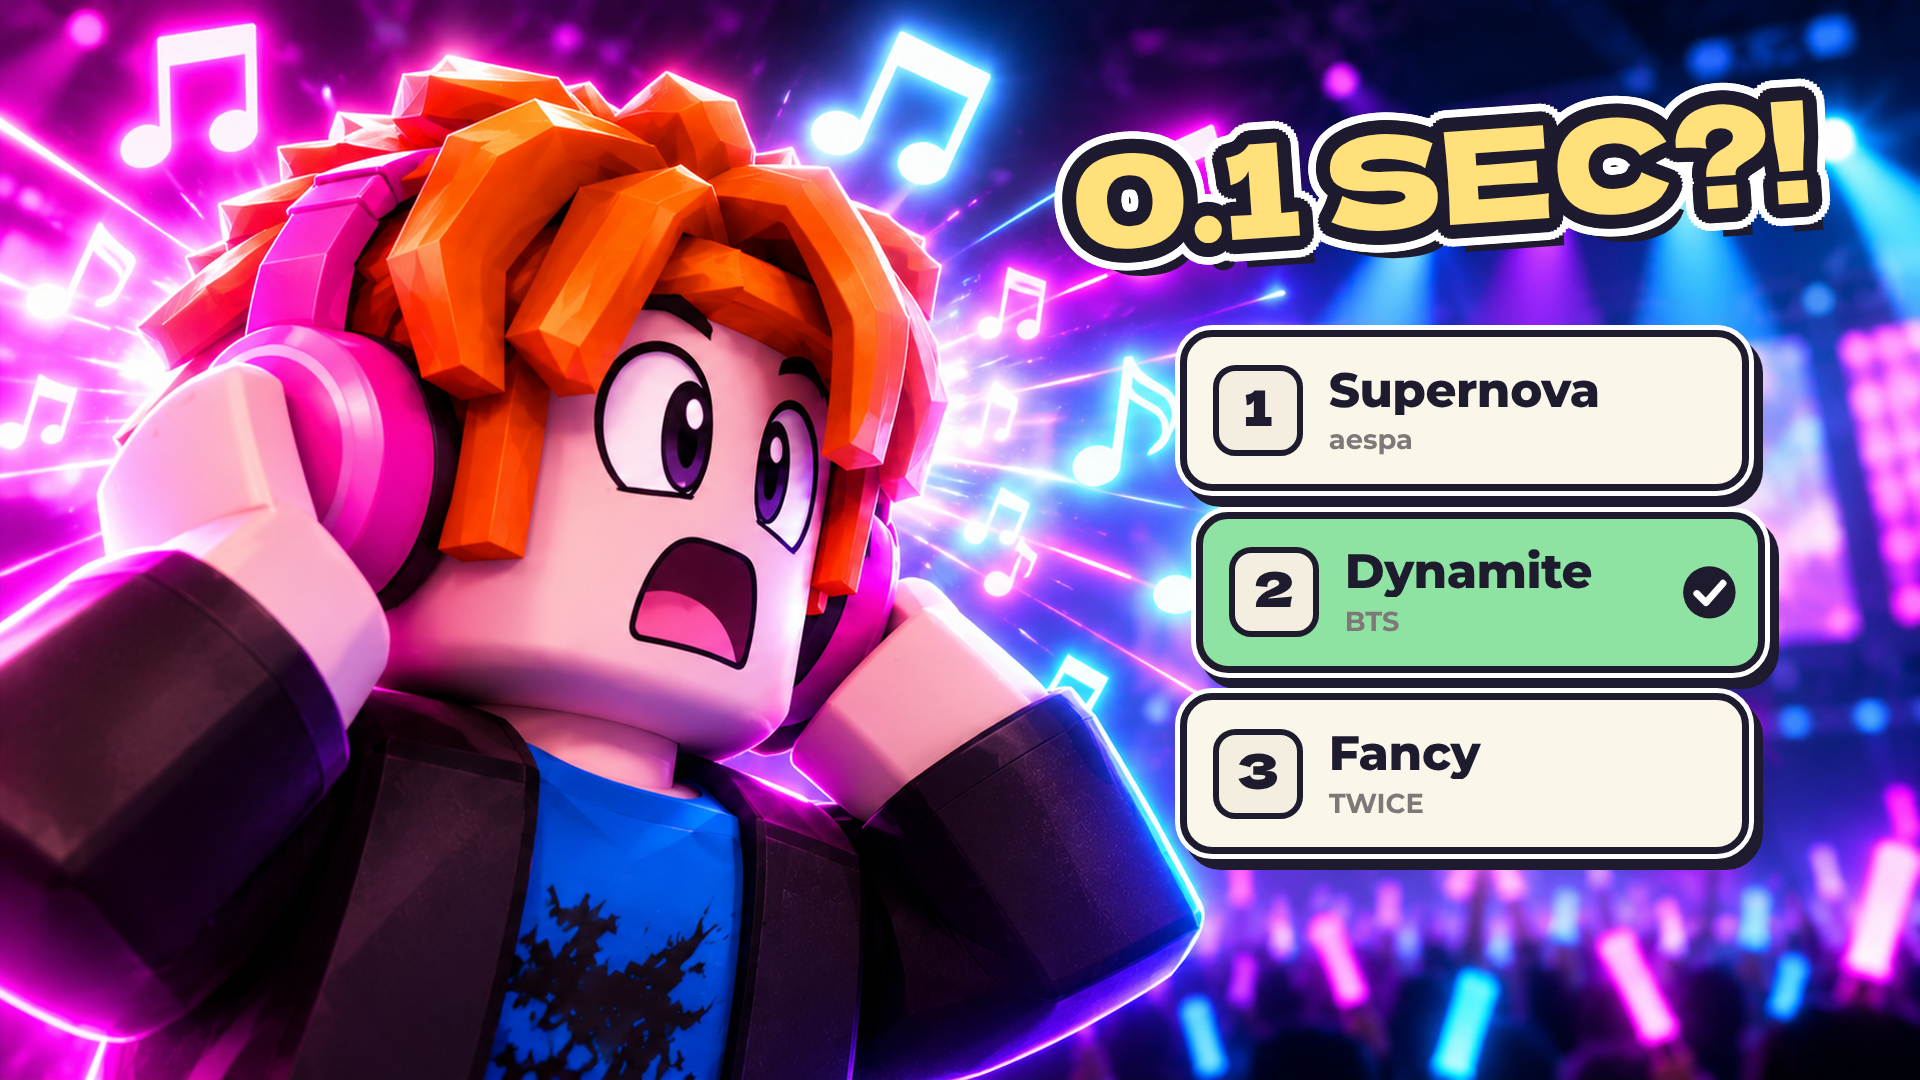 0.1 SEC?!
1
Supernova
aespa
2
Dynamite
BTS
3
Fancy
TWICE